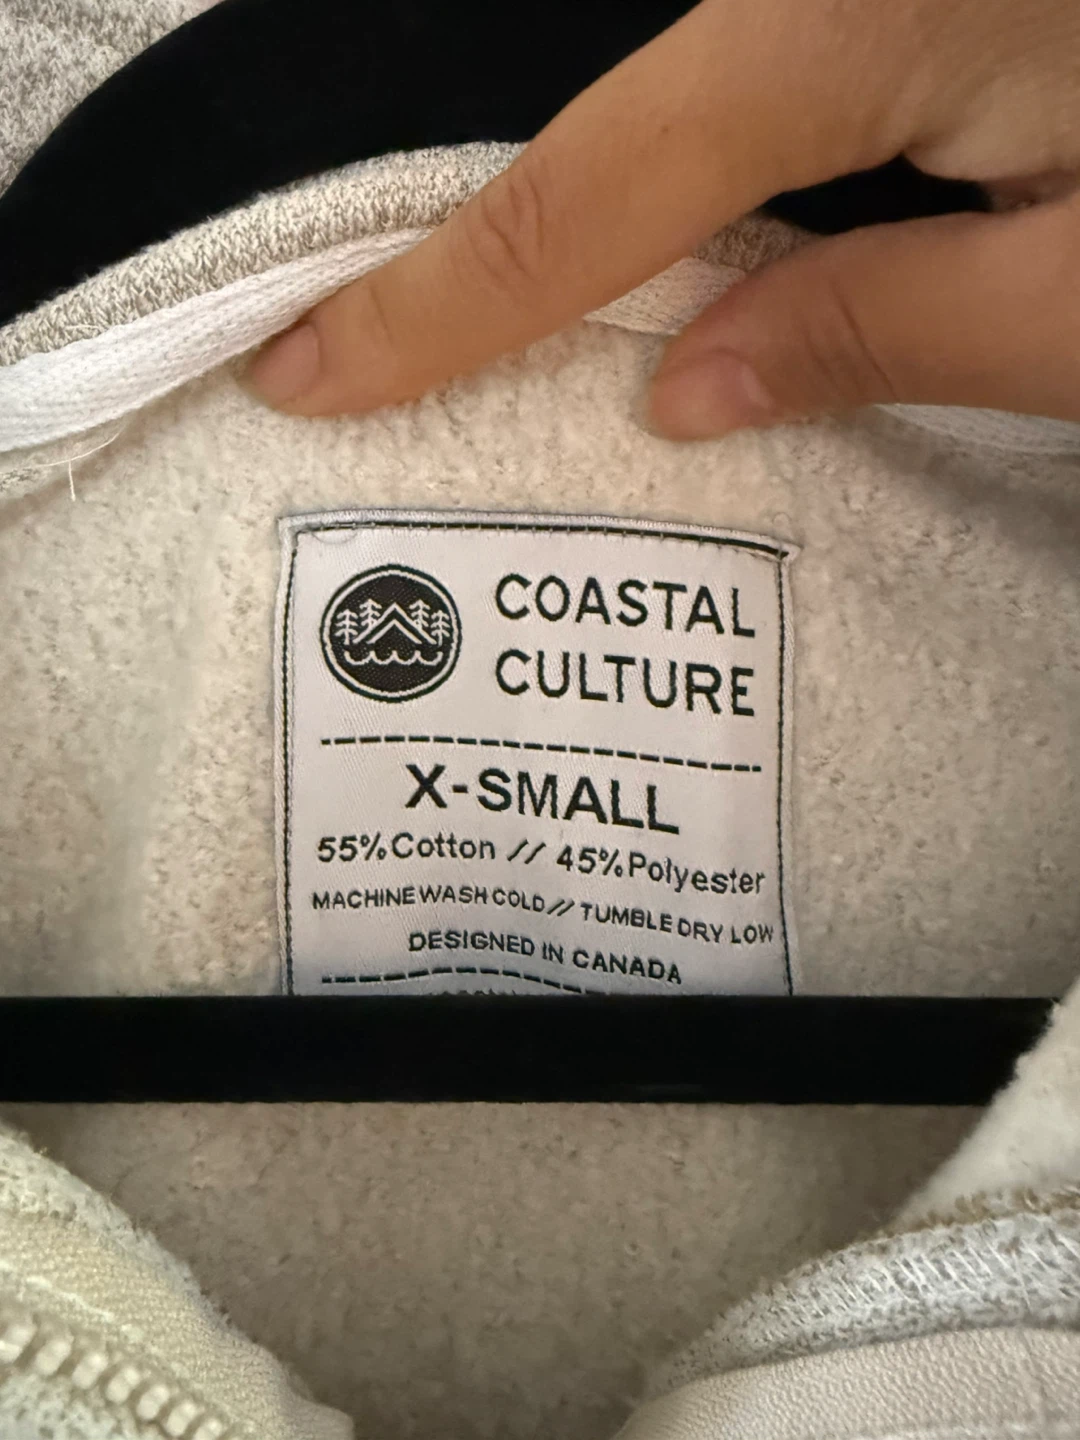 COASTAL
CULTURE
X-SMALL
55% Cotton // 45% Polyester
MACHINE WASH COLD // TUMBLE DRY LOW
DESIGNED IN CANADA